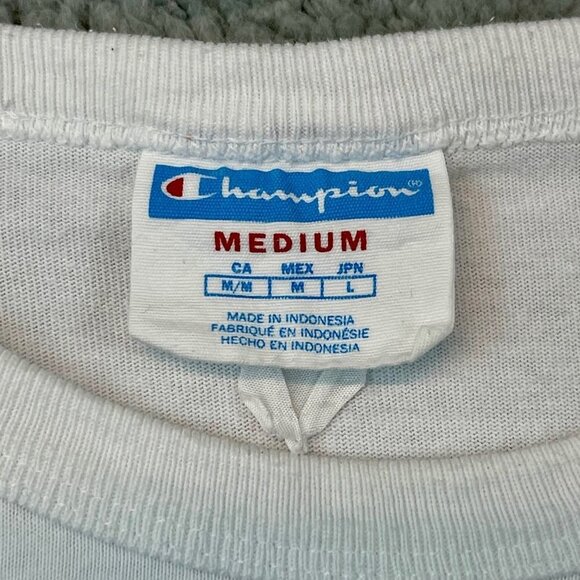 Champion
MEDIUM
CA MEX JPN
M/M M L
MADE IN INDONESIA
FABRIQUÉ EN INDONÉSIE
HECHO EN INDONESIA